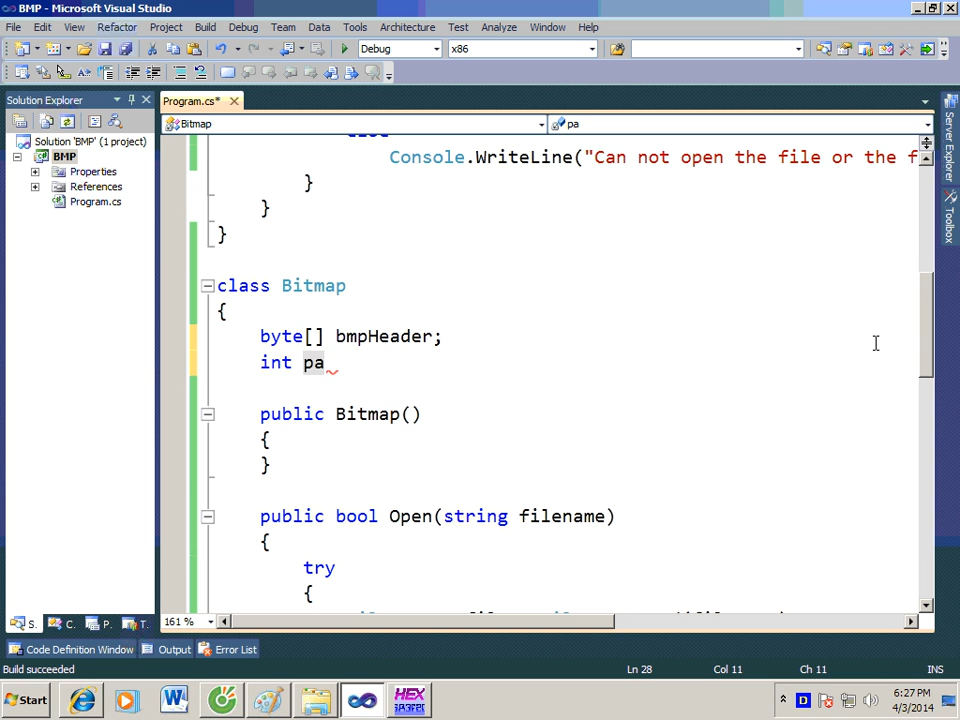 BMP - Microsoft Visual Studio
File Edit View Refactor Project Build Debug Team Data Tools Architecture Test Analyze Window Help
Debug x86
Solution Explorer
Program.cs*
Bitmap pa
Solution 'BMP' (1 project)
BMP
Properties
References
Program.cs
Console.WriteLine("Can not open the file or the f
}
}
}
class Bitmap
{
byte[] bmpHeader;
int pa
public Bitmap()
{
}
public bool Open(string filename)
{
try
{
Server Explorer
Toolbox
S. C. P. T.
161 %
Code Definition Window Output Error List
Build succeeded Ln 28 Col 11 Ch 11 INS
Start W HEX D 6:27 PM
4/3/2014